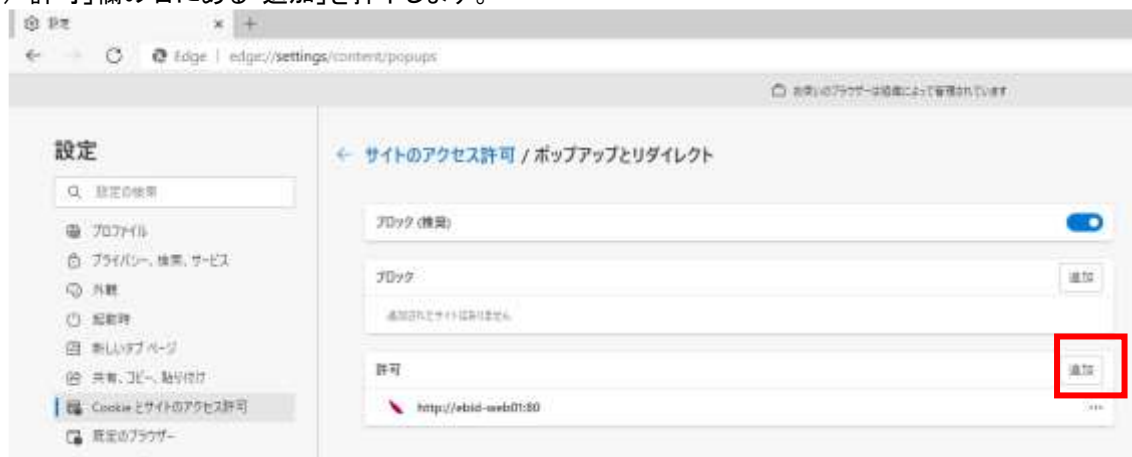 許可」欄の右にある「追加」を押下します。
設定
Edge | edge://settings/content/popups
お使いのブラウザーは組織によって管理されています
設定
設定の検索
プロファイル
プライバシー、検索、サービス
外観
起動時
新しいタブ ページ
共有、コピー、貼り付け
Cookie とサイトのアクセス許可
既定のブラウザー
サイトのアクセス許可 / ポップアップとリダイレクト
ブロック (推奨)
ブロック
追加
追加されたサイトはありません
許可
追加
http://ebid-web01:80